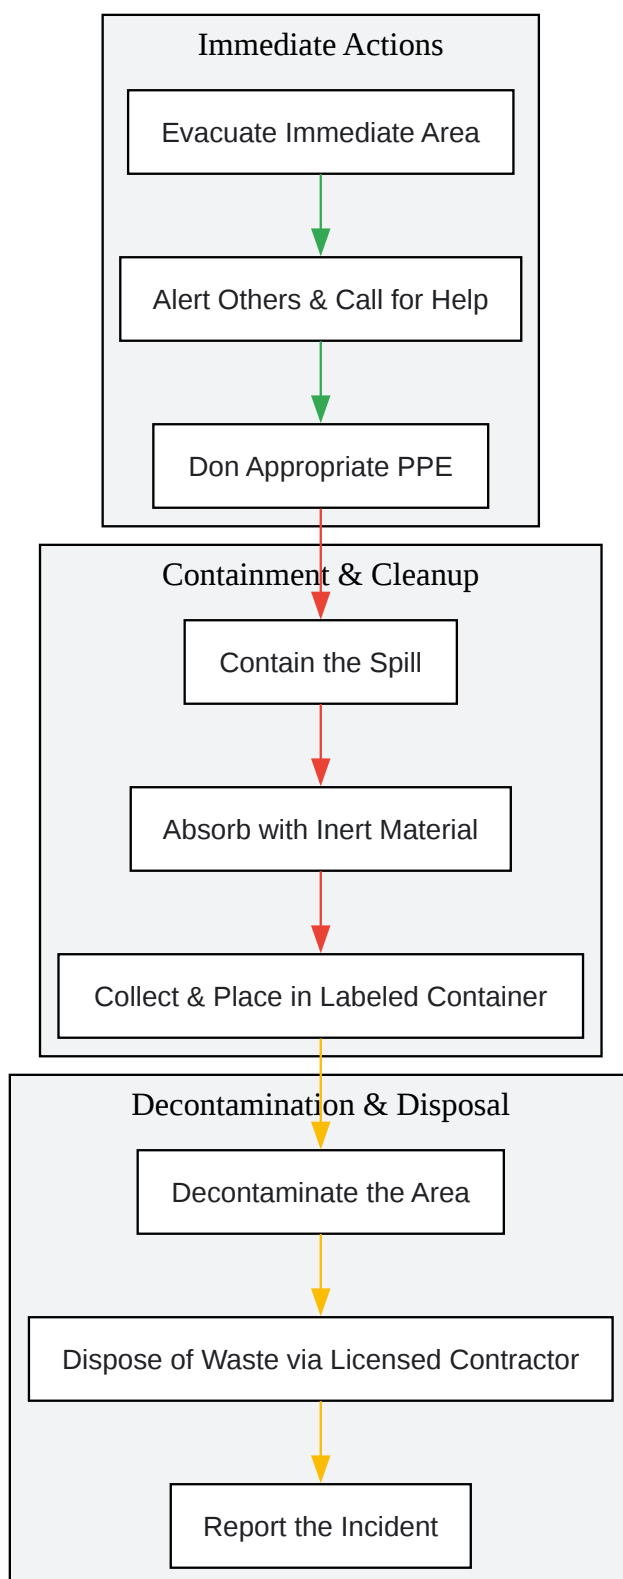 Immediate Actions
Evacuate Immediate Area
Alert Others & Call for Help
Don Appropriate PPE
Containment & Cleanup
Contain the Spill
Absorb with Inert Material
Collect & Place in Labeled Container
Decontamination & Disposal
Decontaminate the Area
Dispose of Waste via Licensed Contractor
Report the Incident